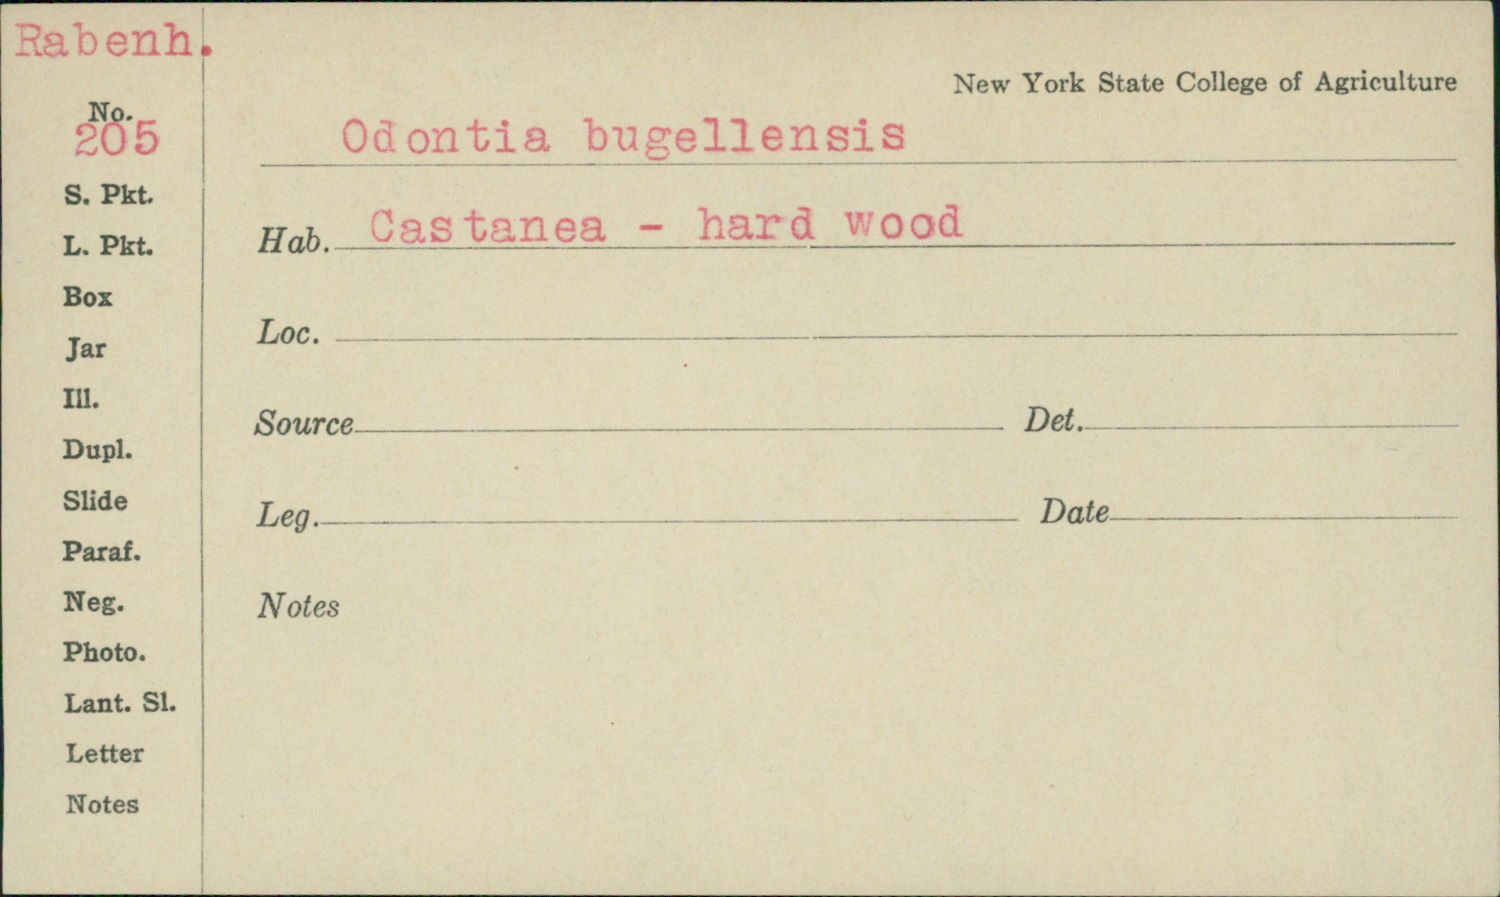 Rabenh.
New York State College of Agriculture
No.
205
Odontia bugellensis
S. Pkt.
Hab. Castanea - hard wood
L. Pkt.
Box
Loc.
Jar
Ill.
Source Det.
Dupl.
Slide
Leg. Date
Paraf.
Neg.
Notes
Photo.
Lant. Sl.
Letter
Notes